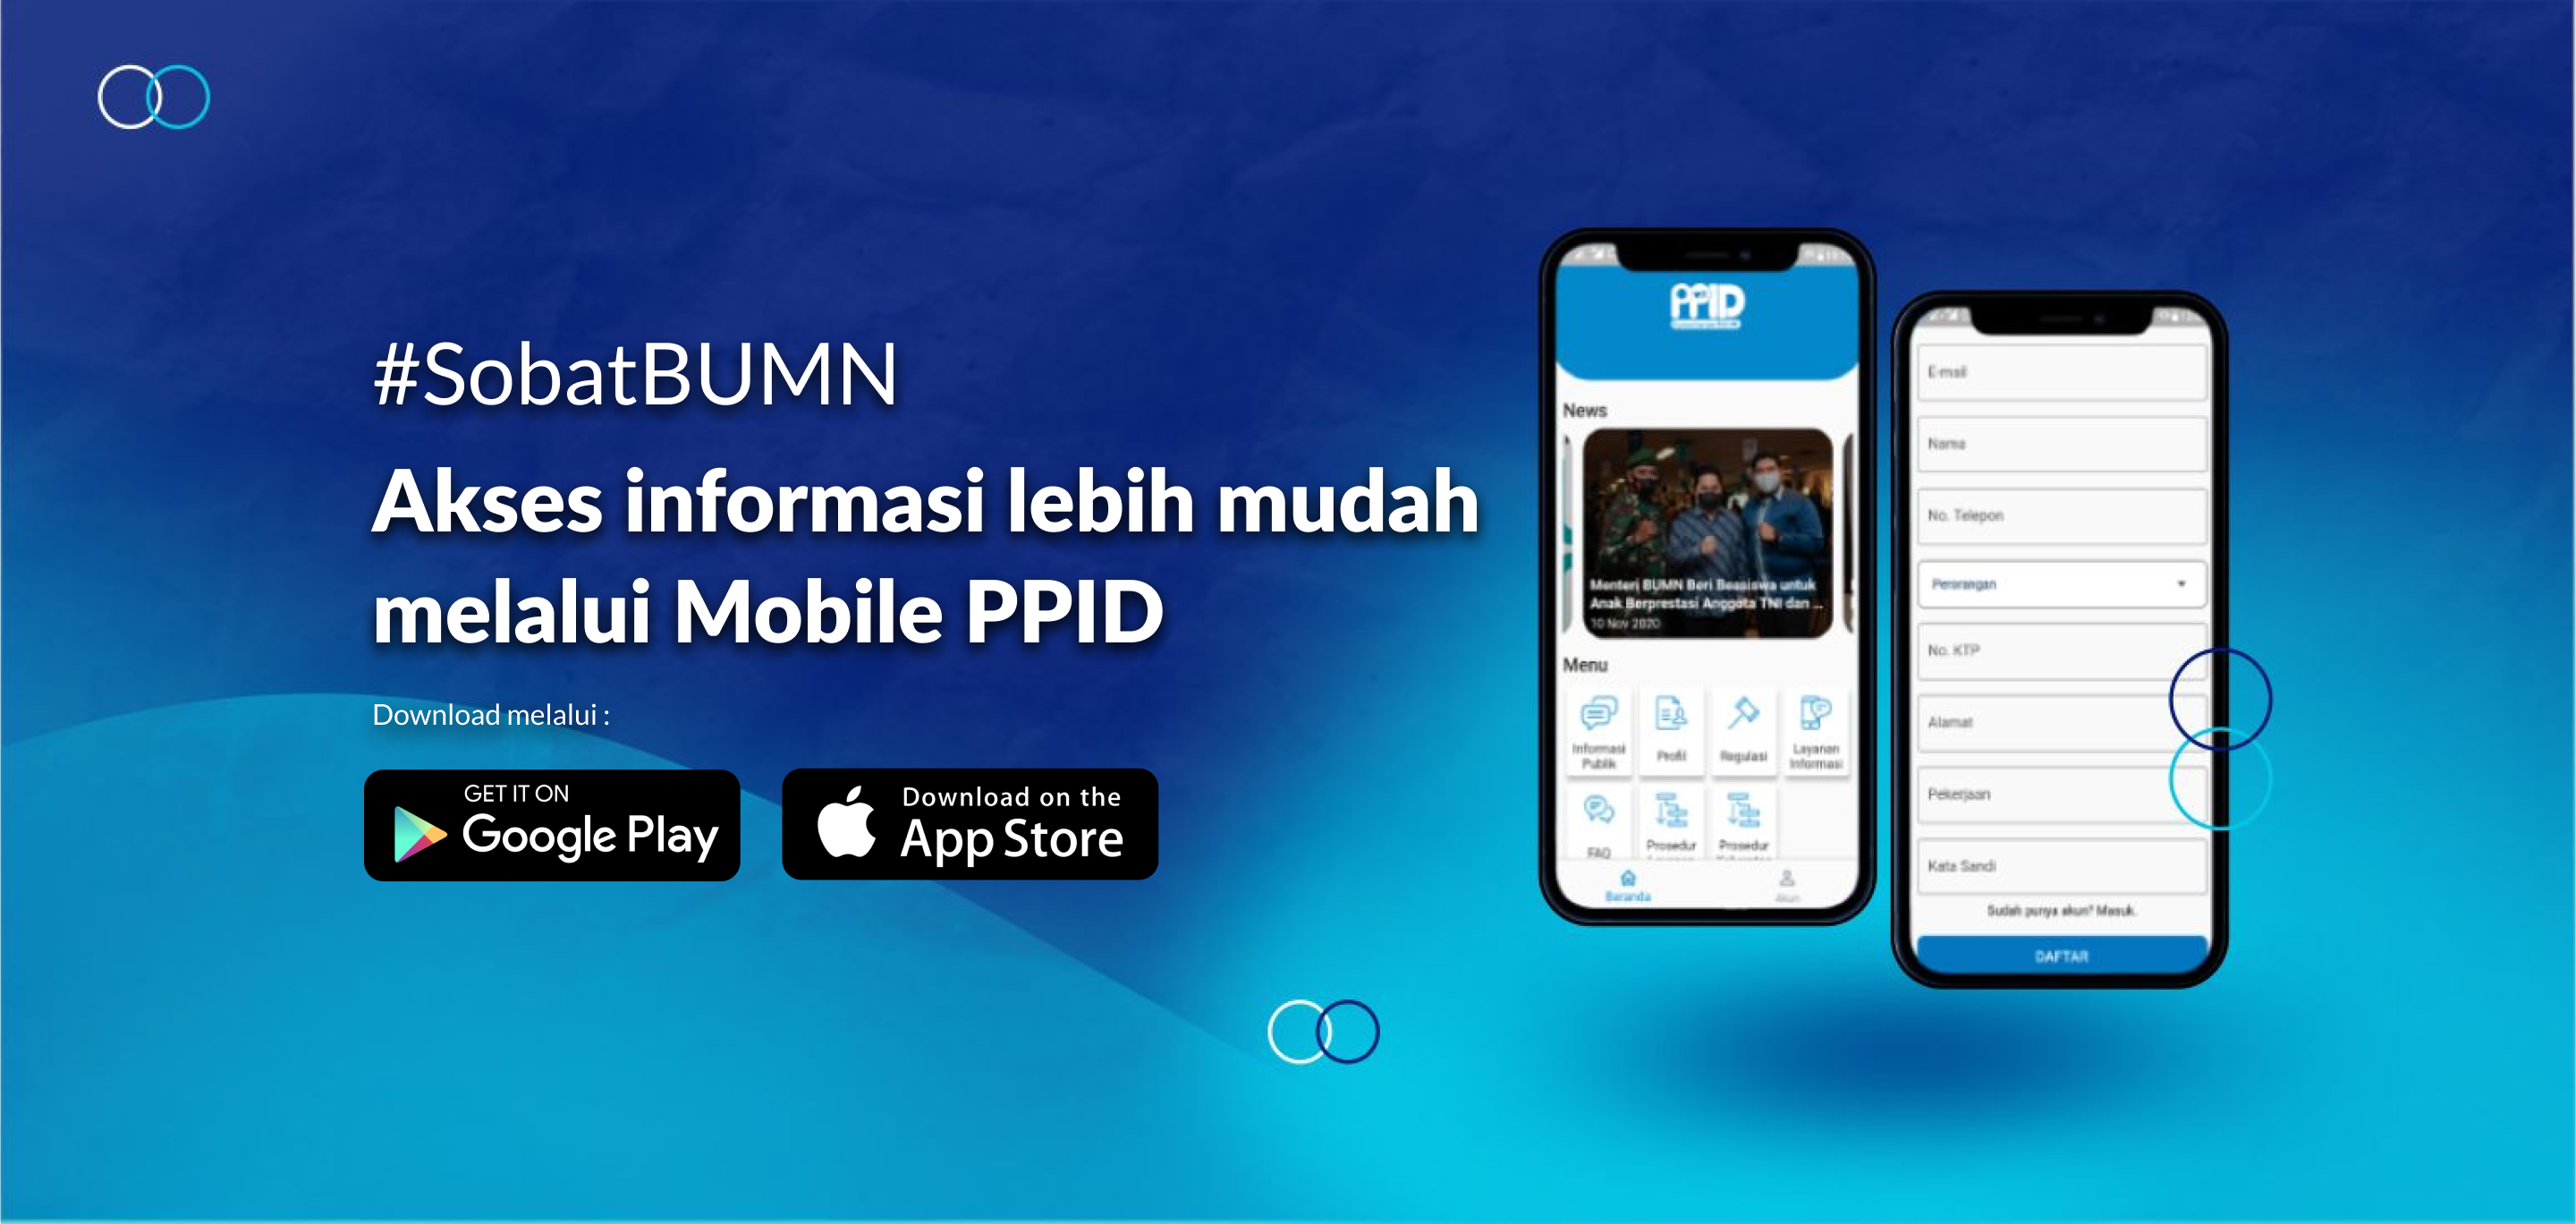 #SobatBUMN
Akses informasi lebih mudah
melalui Mobile PPID
Download melalui :
GET IT ON
Google Play
Download on the
App Store
PPID
News
Menteri BUMN Beri Beasiswa untuk
Anak Berprestasi Anggota TNI dan ...
10 Nov 2020
Menu
Informasi
Publik
Profil
Regulasi
Layanan
Informasi
FAQ
Prosedur
Prosedur
Beranda
Akun
E-mail
Nama
No. Telepon
Perorangan
No. KTP
Alamat
Pekerjaan
Kata Sandi
Sudah punya akun? Masuk.
DAFTAR